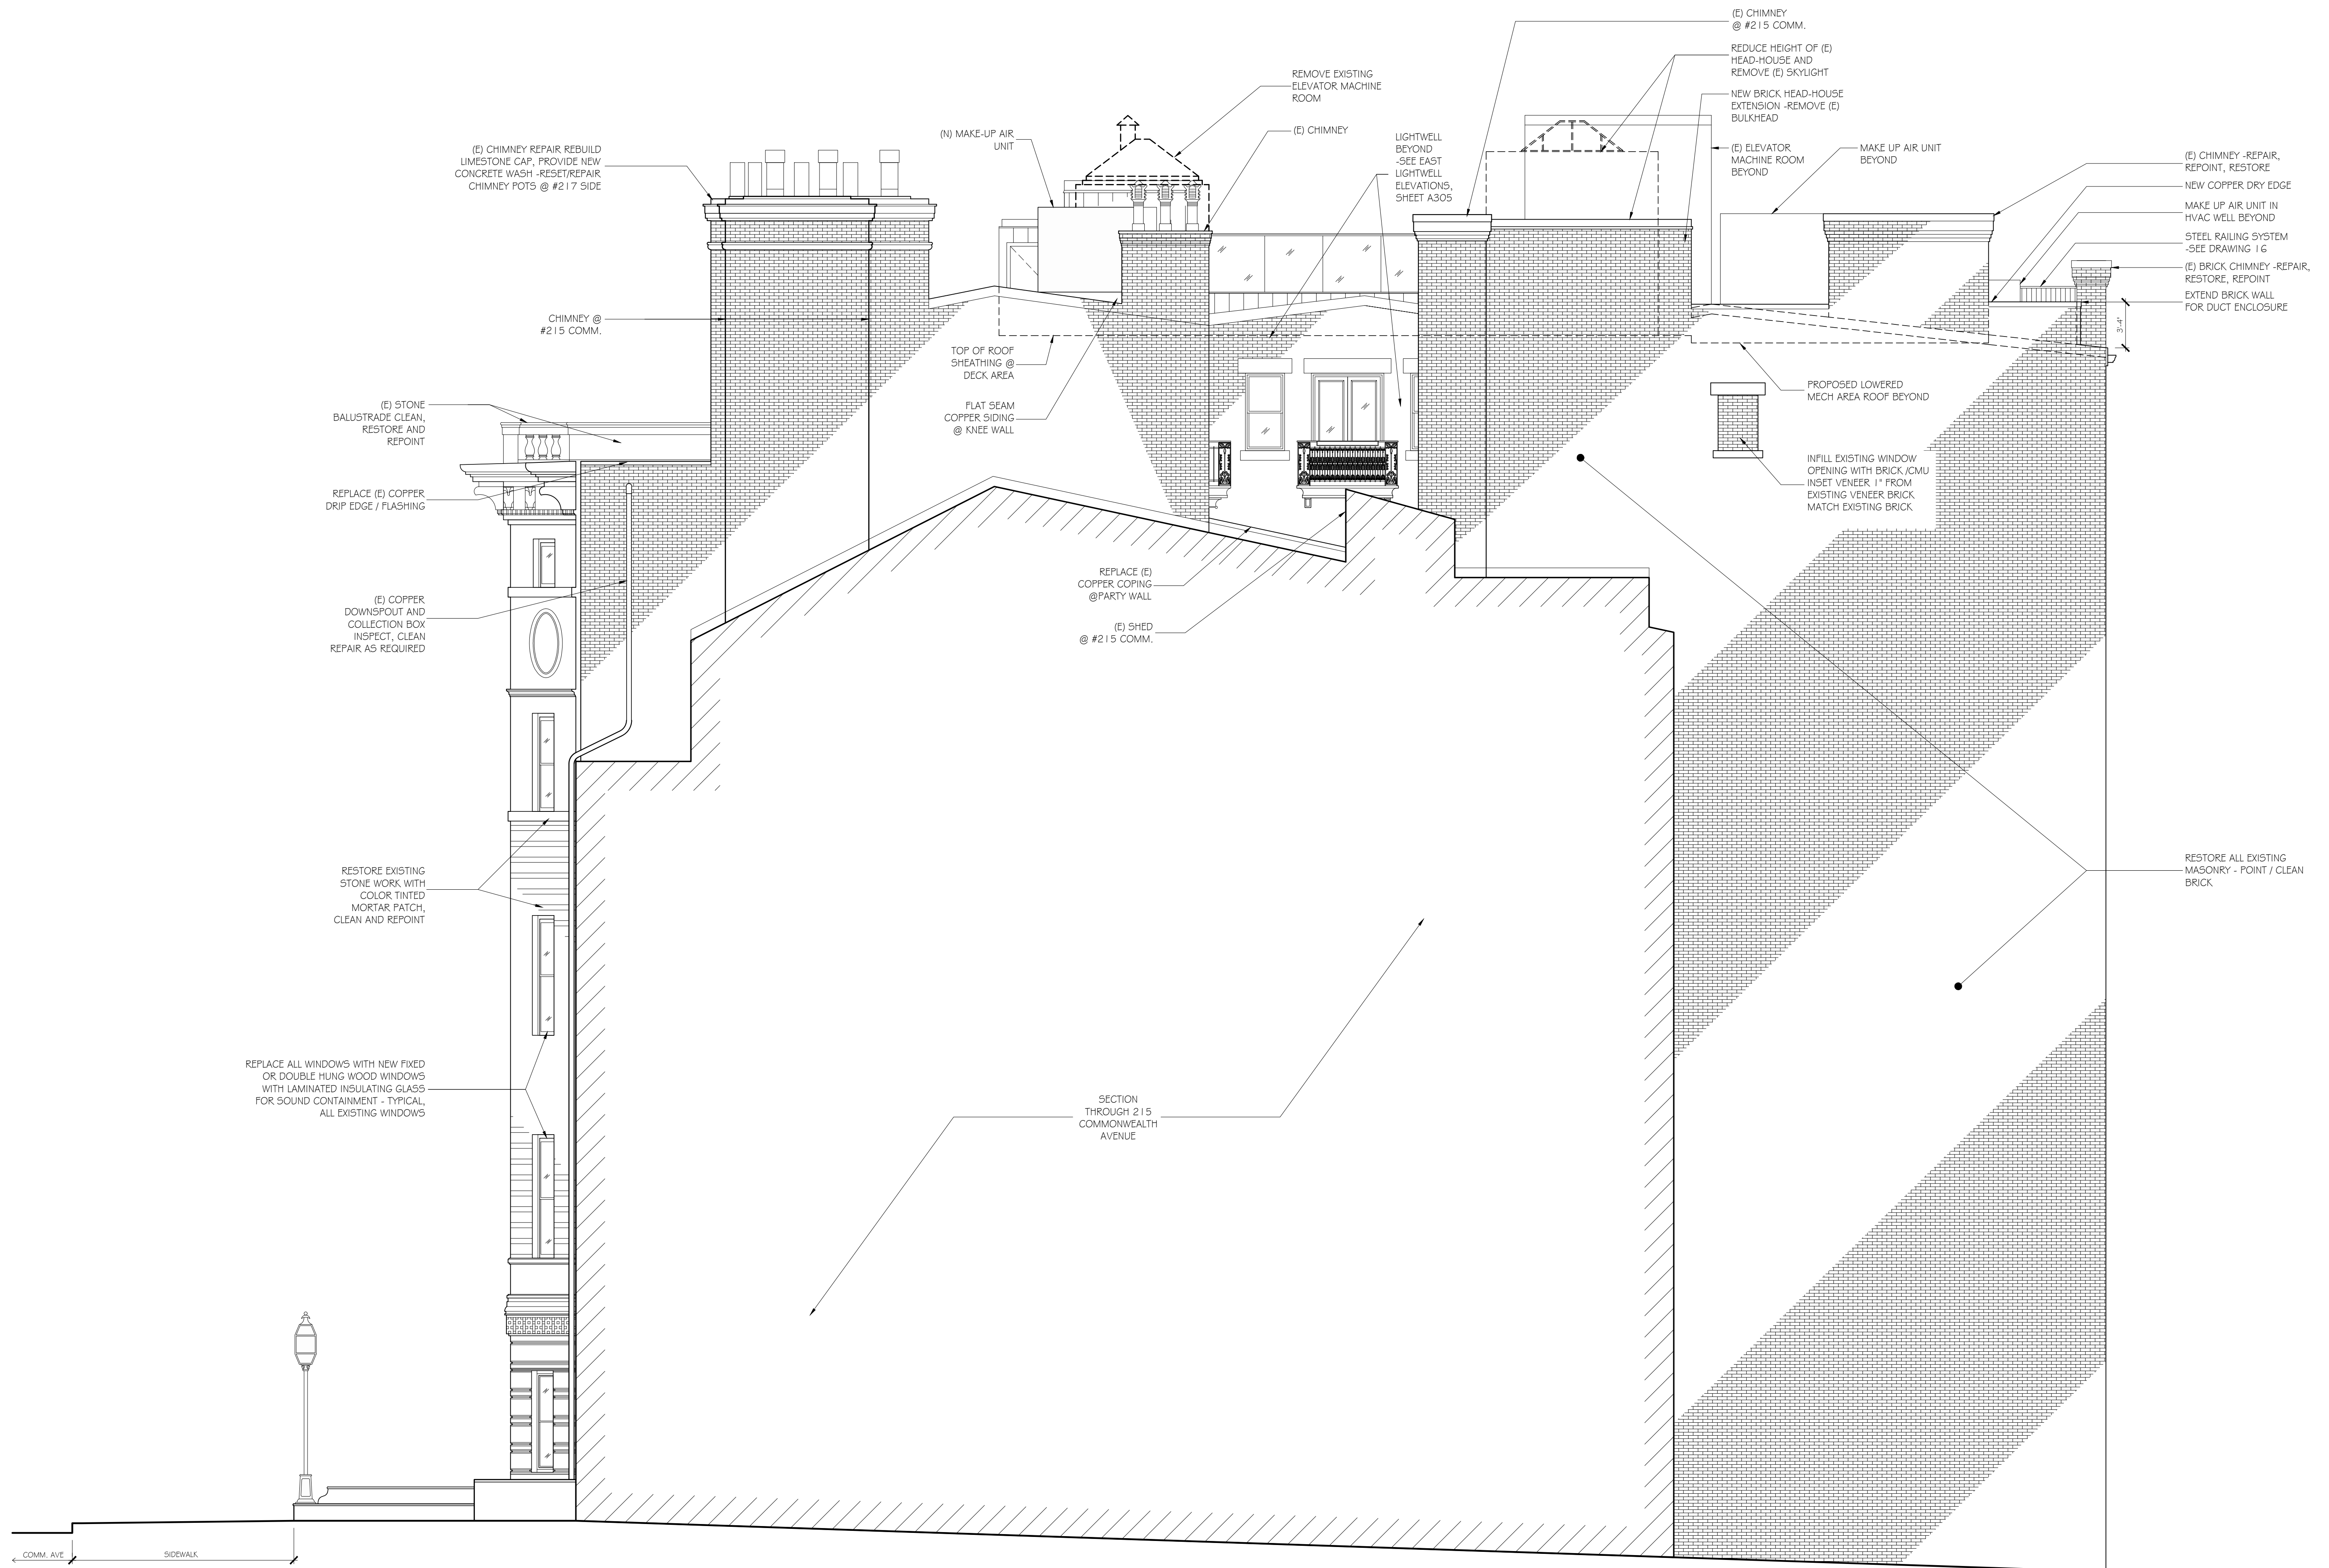 (E) CHIMNEY
@ #215 COMM.
REDUCE HEIGHT OF (E)
HEAD-HOUSE AND
REMOVE (E) SKYLIGHT
NEW BRICK HEAD-HOUSE
EXTENSION -REMOVE (E)
BULKHEAD
REMOVE EXISTING
ELEVATOR MACHINE
ROOM
(E) CHIMNEY
(N) MAKE-UP AIR
UNIT
LIGHTWELL
BEYOND
-SEE EAST
LIGHTWELL
ELEVATIONS,
SHEET A305
(E) ELEVATOR
MACHINE ROOM
BEYOND
MAKE UP AIR UNIT
BEYOND
(E) CHIMNEY REPAIR REBUILD
LIMESTONE CAP, PROVIDE NEW
CONCRETE WASH -RESET/REPAIR
CHIMNEY POTS @ #217 SIDE
(E) CHIMNEY -REPAIR,
REPOINT, RESTORE
NEW COPPER DRY EDGE
MAKE UP AIR UNIT IN
HVAC WELL BEYOND
STEEL RAILING SYSTEM
-SEE DRAWING 16
(E) BRICK CHIMNEY -REPAIR,
RESTORE, REPOINT
EXTEND BRICK WALL
FOR DUCT ENCLOSURE
3'-4"
CHIMNEY @
#215 COMM.
TOP OF ROOF
SHEATHING @
DECK AREA
FLAT SEAM
COPPER SIDING
@ KNEE WALL
PROPOSED LOWERED
MECH AREA ROOF BEYOND
INFILL EXISTING WINDOW
OPENING WITH BRICK /CMU
INSET VENEER 1" FROM
EXISTING VENEER BRICK
MATCH EXISTING BRICK
(E) STONE
BALUSTRADE CLEAN,
RESTORE AND
REPOINT
REPLACE (E) COPPER
DRIP EDGE / FLASHING
(E) COPPER
DOWNSPOUT AND
COLLECTION BOX
INSPECT, CLEAN
REPAIR AS REQUIRED
REPLACE (E)
COPPER COPING
@PARTY WALL
(E) SHED
@ #215 COMM.
RESTORE EXISTING
STONE WORK WITH
COLOR TINTED
MORTAR PATCH,
CLEAN AND REPOINT
RESTORE ALL EXISTING
MASONRY - POINT / CLEAN
BRICK
REPLACE ALL WINDOWS WITH NEW FIXED
OR DOUBLE HUNG WOOD WINDOWS
WITH LAMINATED INSULATING GLASS
FOR SOUND CONTAINMENT - TYPICAL,
ALL EXISTING WINDOWS
SECTION
THROUGH 215
COMMONWEALTH
AVENUE
COMM. AVE
SIDEWALK